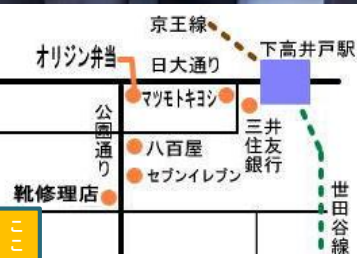 京王線
下高井戸駅
オリジン弁当
日大通り
マツモトキヨシ
三井
住友
銀行
公園通り
八百屋
セブンイレブン
靴修理店
世田谷線
ここ